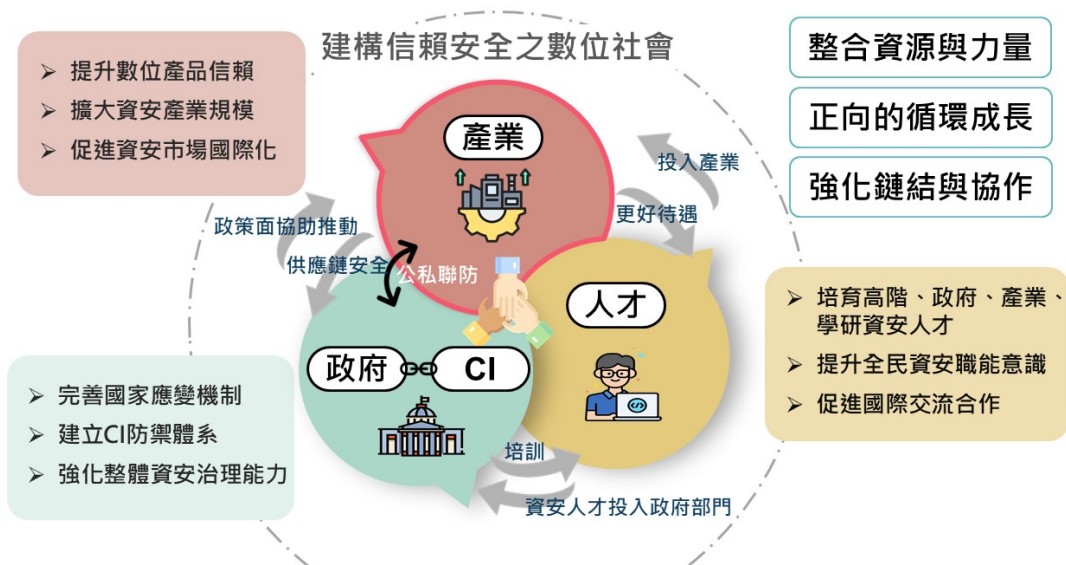 建構信賴安全之數位社會
整合資源與力量
正向的循環成長
強化鏈結與協作
➢ 提升數位產品信賴
➢ 擴大資安產業規模
➢ 促進資安市場國際化
產業
投入產業
更好待遇
政策面協助推動
供應鏈安全
公私聯防
人才
政府
CI
➢ 培育高階、政府、產業、
學研資安人才
➢ 提升全民資安職能意識
➢ 促進國際交流合作
➢ 完善國家應變機制
➢ 建立CI防禦體系
➢ 強化整體資安治理能力
培訓
資安人才投入政府部門